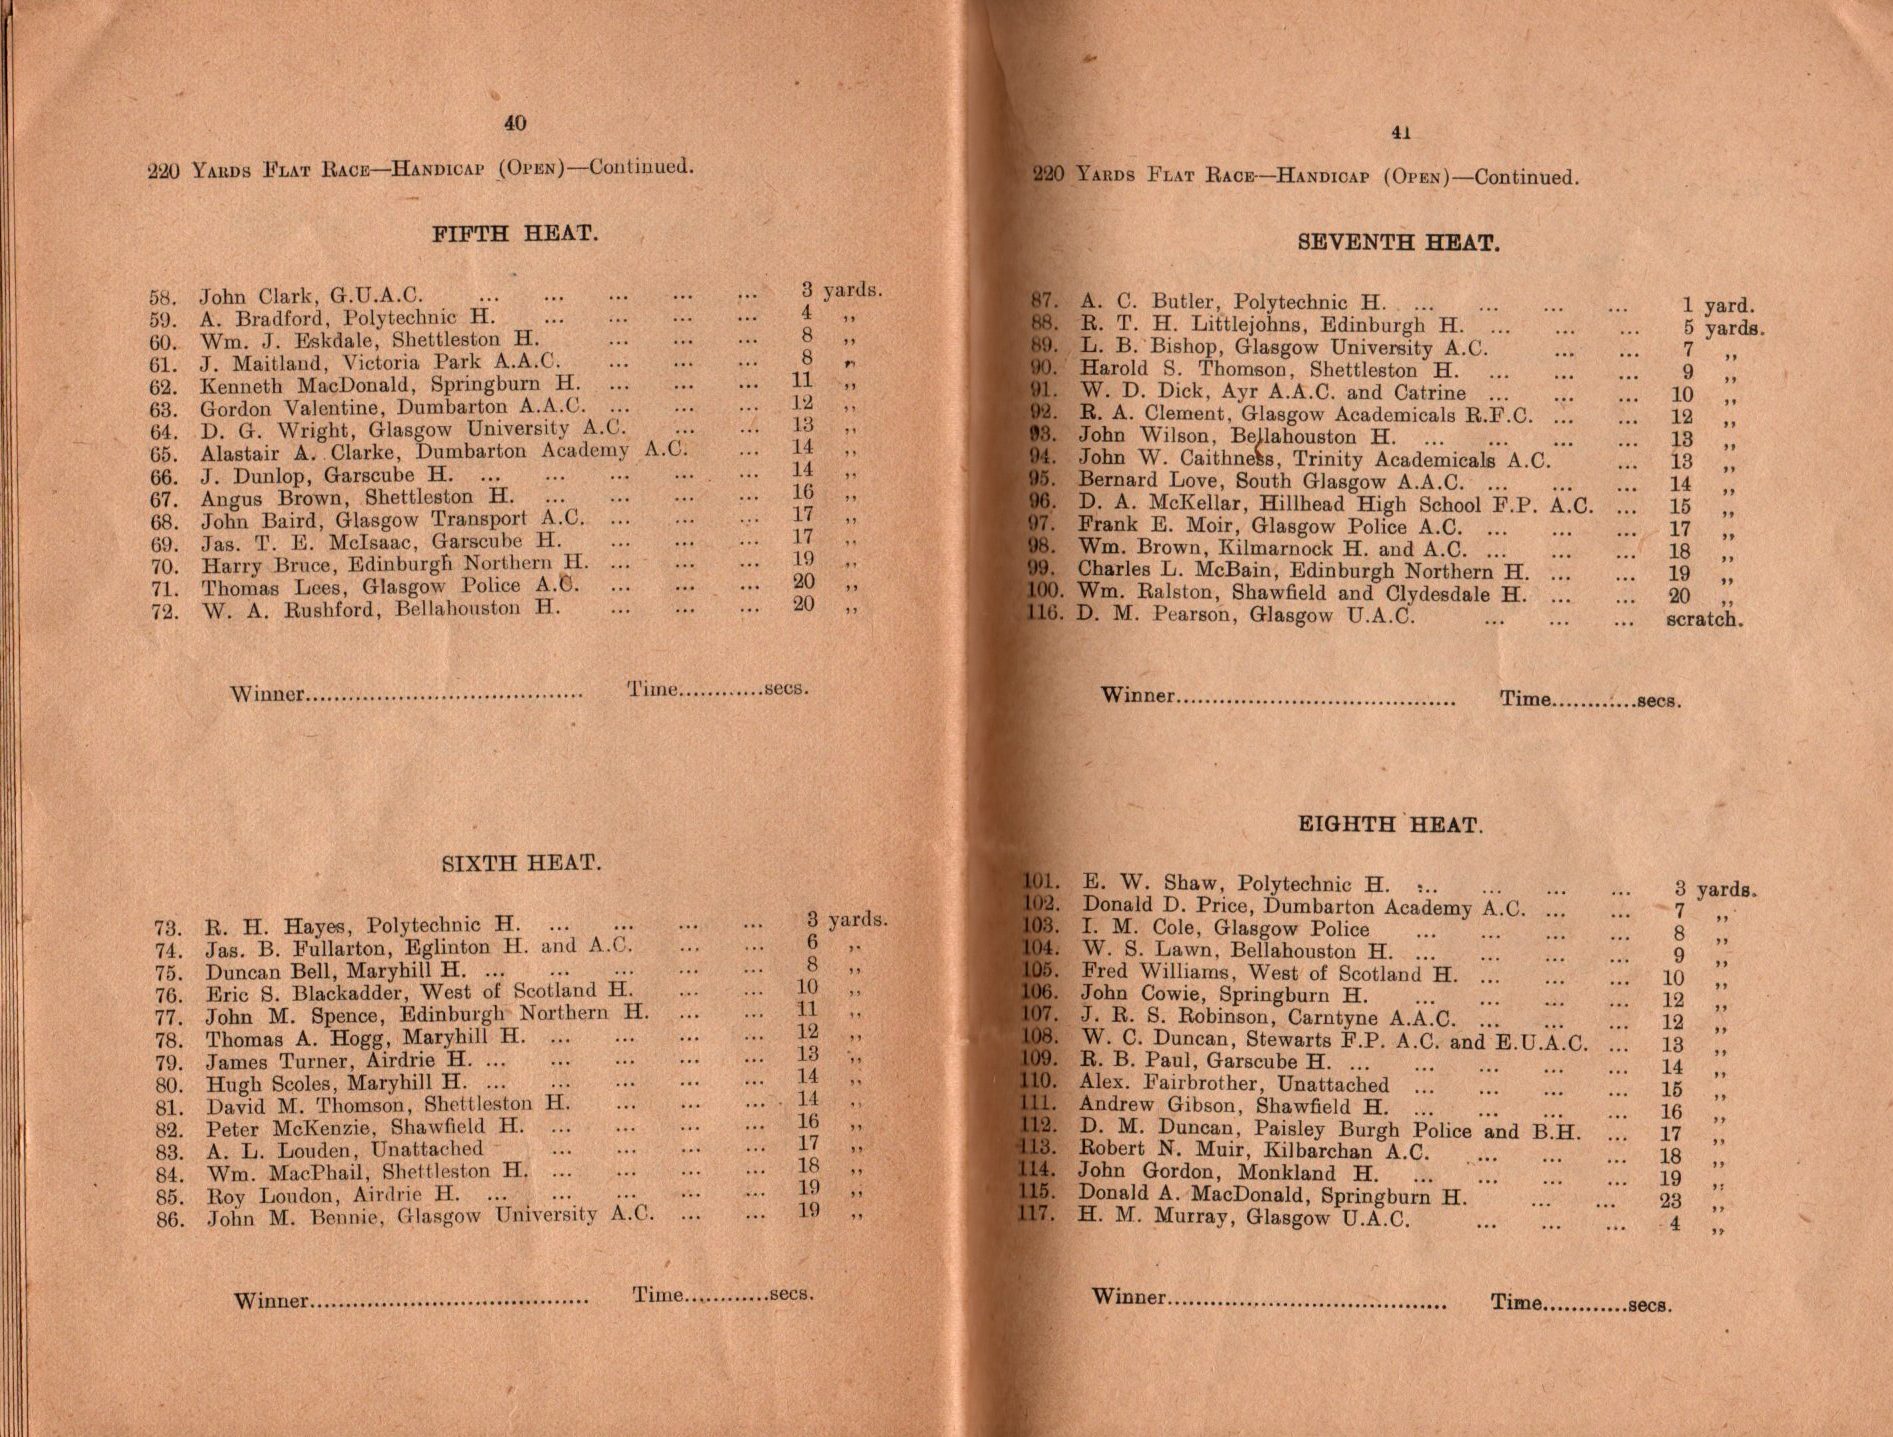 40
220 Yards Flat Race—Handicap (Open)—Continued.
FIFTH HEAT.
58. John Clark, G.U.A.C. ... ... ... ... ... 3 yards.
59. A. Bradford, Polytechnic H. ... ... ... ... 4 ,,
60. Wm. J. Eskdale, Shettleston H. ... ... ... 8 ,,
61. J. Maitland, Victoria Park A.A.C. ... ... ... 8 ,,
62. Kenneth MacDonald, Springburn H. ... ... ... 11 ,,
63. Gordon Valentine, Dumbarton A.A.C. ... ... ... 12 ,,
64. D. G. Wright, Glasgow University A.C. ... ... 13 ,,
65. Alastair A. Clarke, Dumbarton Academy A.C. ... 14 ,,
66. J. Dunlop, Garscube H. ... ... ... ... ... 14 ,,
67. Angus Brown, Shettleston H. ... ... ... ... 16 ,,
68. John Baird, Glasgow Transport A.C. ... ... ... 17 ,,
69. Jas. T. E. McIsaac, Garscube H. ... ... ... 17 ,,
70. Harry Bruce, Edinburgh Northern H. ... ... ... 19 ,,
71. Thomas Lees, Glasgow Police A.C. ... ... ... 20 ,,
72. W. A. Rushford, Bellahouston H. ... ... ... 20 ,,
Winner....................................... Time............secs.
SIXTH HEAT.
73. R. H. Hayes, Polytechnic H. ... ... ... ... 3 yards.
74. Jas. B. Fullarton, Eglinton H. and A.C. ... ... 6 ,,
75. Duncan Bell, Maryhill H. ... ... ... ... ... 8 ,,
76. Eric S. Blackadder, West of Scotland H. ... ... 10 ,,
77. John M. Spence, Edinburgh Northern H. ... ... 11 ,,
78. Thomas A. Hogg, Maryhill H. ... ... ... ... 12 ,,
79. James Turner, Airdrie H. ... ... ... ... ... 13 ,,
80. Hugh Scoles, Maryhill H. ... ... ... ... ... 14 ,,
81. David M. Thomson, Shettleston H. ... ... ... 14 ,,
82. Peter McKenzie, Shawfield H. ... ... ... ... 16 ,,
83. A. L. Louden, Unattached ... ... ... ... 17 ,,
84. Wm. MacPhail, Shettleston H. ... ... ... ... 18 ,,
85. Roy Loudon, Airdrie H. ... ... ... ... ... 19 ,,
86. John M. Bennie, Glasgow University A.C. ... ... 19 ,,
Winner....................................... Time............secs.
41
220 Yards Flat Race—Handicap (Open)—Continued.
SEVENTH HEAT.
87. A. C. Butler, Polytechnic H. ... ... ... ... 1 yard.
88. R. T. H. Littlejohns, Edinburgh H. ... ... ... 5 yards.
89. L. B. Bishop, Glasgow University A.C. ... ... 7 ,,
90. Harold S. Thomson, Shettleston H. ... ... ... 9 ,,
91. W. D. Dick, Ayr A.A.C. and Catrine ... ... ... 10 ,,
92. R. A. Clement, Glasgow Academicals R.F.C. ... ... 12 ,,
93. John Wilson, Bellahouston H. ... ... ... ... 13 ,,
94. John W. Caithness, Trinity Academicals A.C. ... 13 ,,
95. Bernard Love, South Glasgow A.A.C. ... ... ... 14 ,,
96. D. A. McKellar, Hillhead High School F.P. A.C. ... 15 ,,
97. Frank E. Moir, Glasgow Police A.C. ... ... ... 17 ,,
98. Wm. Brown, Kilmarnock H. and A.C. ... ... ... 18 ,,
99. Charles L. McBain, Edinburgh Northern H. ... ... 19 ,,
100. Wm. Ralston, Shawfield and Clydesdale H. ... ... 20 ,,
116. D. M. Pearson, Glasgow U.A.C. ... ... ... scratch.
Winner....................................... Time............secs.
EIGHTH HEAT.
101. E. W. Shaw, Polytechnic H. ... ... ... ... 3 yards.
102. Donald D. Price, Dumbarton Academy A.C. ... ... 7 ,,
103. I. M. Cole, Glasgow Police ... ... ... ... 8 ,,
104. W. S. Lawn, Bellahouston H. ... ... ... ... 9 ,,
105. Fred Williams, West of Scotland H. ... ... ... 10 ,,
106. John Cowie, Springburn H. ... ... ... ... 12 ,,
107. J. R. S. Robinson, Carntyne A.A.C. ... ... ... 12 ,,
108. W. C. Duncan, Stewarts F.P. A.C. and E.U.A.C. ... 13 ,,
109. R. B. Paul, Garscube H. ... ... ... ... ... 14 ,,
110. Alex. Fairbrother, Unattached ... ... ... ... 15 ,,
111. Andrew Gibson, Shawfield H. ... ... ... ... 16 ,,
112. D. M. Duncan, Paisley Burgh Police and B.H. ... 17 ,,
113. Robert N. Muir, Kilbarchan A.C. ... ... ... 18 ,,
114. John Gordon, Monkland H. ... ... ... ... 19 ,,
115. Donald A. MacDonald, Springburn H. ... ... 23 ,,
117. H. M. Murray, Glasgow U.A.C. ... ... ... 4 ,,
Winner....................................... Time............secs.